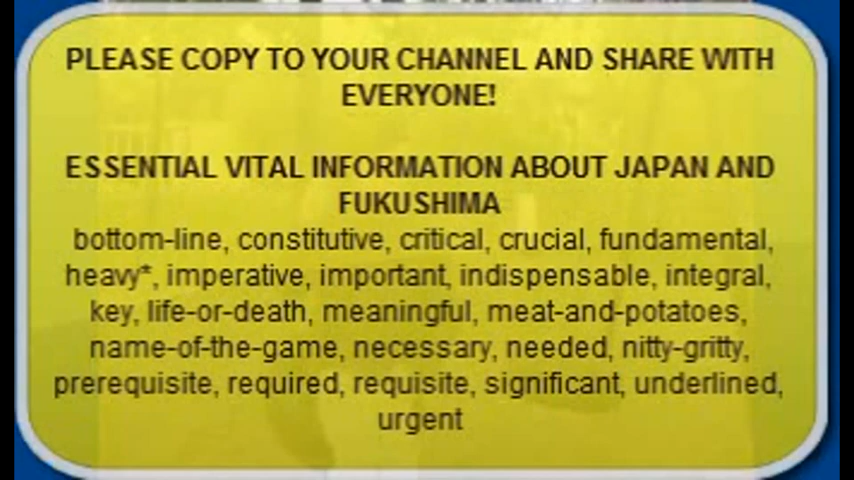 PLEASE COPY TO YOUR CHANNEL AND SHARE WITH
EVERYONE!
ESSENTIAL VITAL INFORMATION ABOUT JAPAN AND
FUKUSHIMA
bottom-line, constitutive, critical, crucial, fundamental,
heavy*, imperative, important, indispensable, integral,
key, life-or-death, meaningful, meat-and-potatoes,
name-of-the-game, necessary, needed, nitty-gritty,
prerequisite, required, requisite, significant, underlined,
urgent